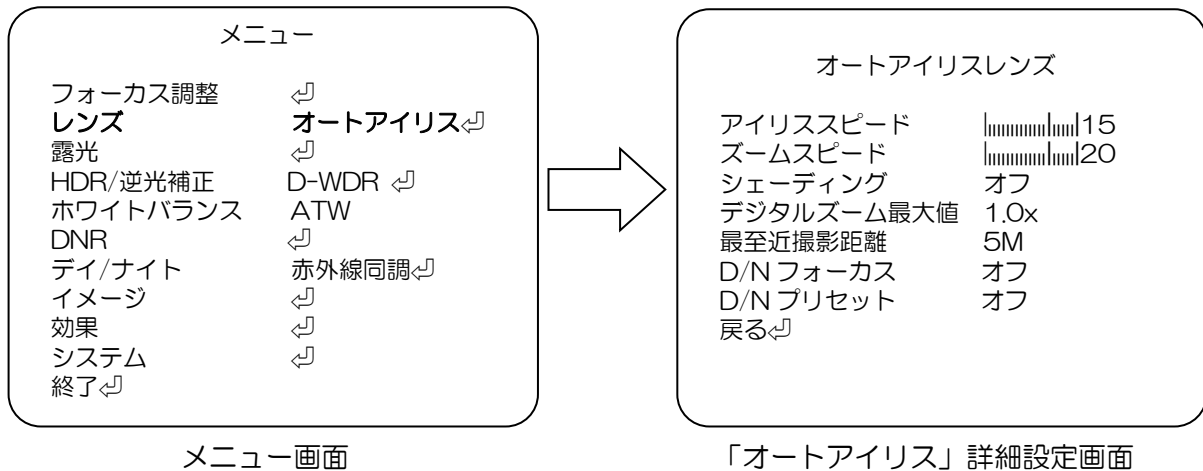 メニュー
フォーカス調整 ⏎
レンズ オートアイリス⏎
露光 ⏎
HDR/逆光補正 D-WDR ⏎
ホワイトバランス ATW
DNR ⏎
デイ/ナイト 赤外線同調⏎
イメージ ⏎
効果 ⏎
システム ⏎
終了⏎
メニュー画面
オートアイリスレンズ
アイリススピード 15
ズームスピード 20
シェーディング オフ
デジタルズーム最大値 1.0x
最至近撮影距離 5M
D/N フォーカス オフ
D/N プリセット オフ
戻る⏎
「オートアイリス」詳細設定画面